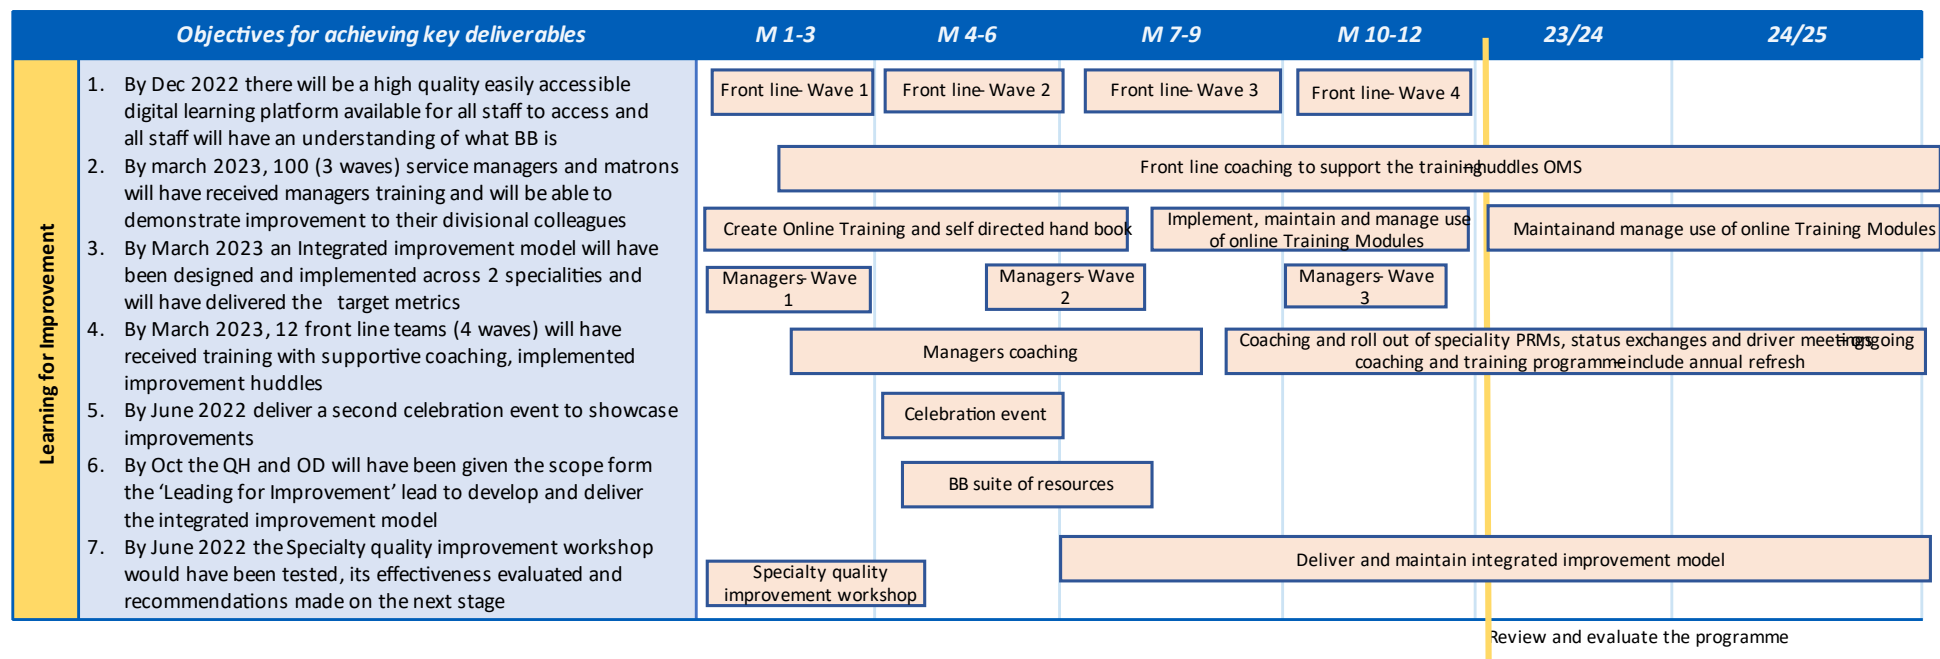 Objectives for achieving key deliverables M 1-3 M 4-6 M 7-9 M 10-12 23/24 24/25
Learning for Improvement
1. By Dec 2022 there will be a high quality easily accessible
digital learning platform available for all staff to access and
all staff will have an understanding of what BB is
2. By march 2023, 100 (3 waves) service managers and matrons
will have received managers training and will be able to
demonstrate improvement to their divisional colleagues
3. By March 2023 an Integrated improvement model will have
been designed and implemented across 2 specialities and
will have delivered the target metrics
4. By March 2023, 12 front line teams (4 waves) will have
received training with supportive coaching, implemented
improvement huddles
5. By June 2022 deliver a second celebration event to showcase
improvements
6. By Oct the QH and OD will have been given the scope form
the ‘Leading for Improvement’ lead to develop and deliver
the integrated improvement model
7. By June 2022 the Specialty quality improvement workshop
would have been tested, its effectiveness evaluated and
recommendations made on the next stage
Front line- Wave 1
Front line- Wave 2
Front line- Wave 3
Front line- Wave 4
Front line coaching to support the training–huddles OMS
Create Online Training and self directed hand book
Implement, maintain and manage use
of online Training Modules
Maintainand manage use of online Training Modules
Managers- Wave
1
Managers- Wave
2
Managers- Wave
3
Managers coaching
Coaching and roll out of speciality PRMs, status exchanges and driver meetings–ongoing
coaching and training programme–include annual refresh
Celebration event
BB suite of resources
Deliver and maintain integrated improvement model
Specialty quality
improvement workshop
Review and evaluate the programme